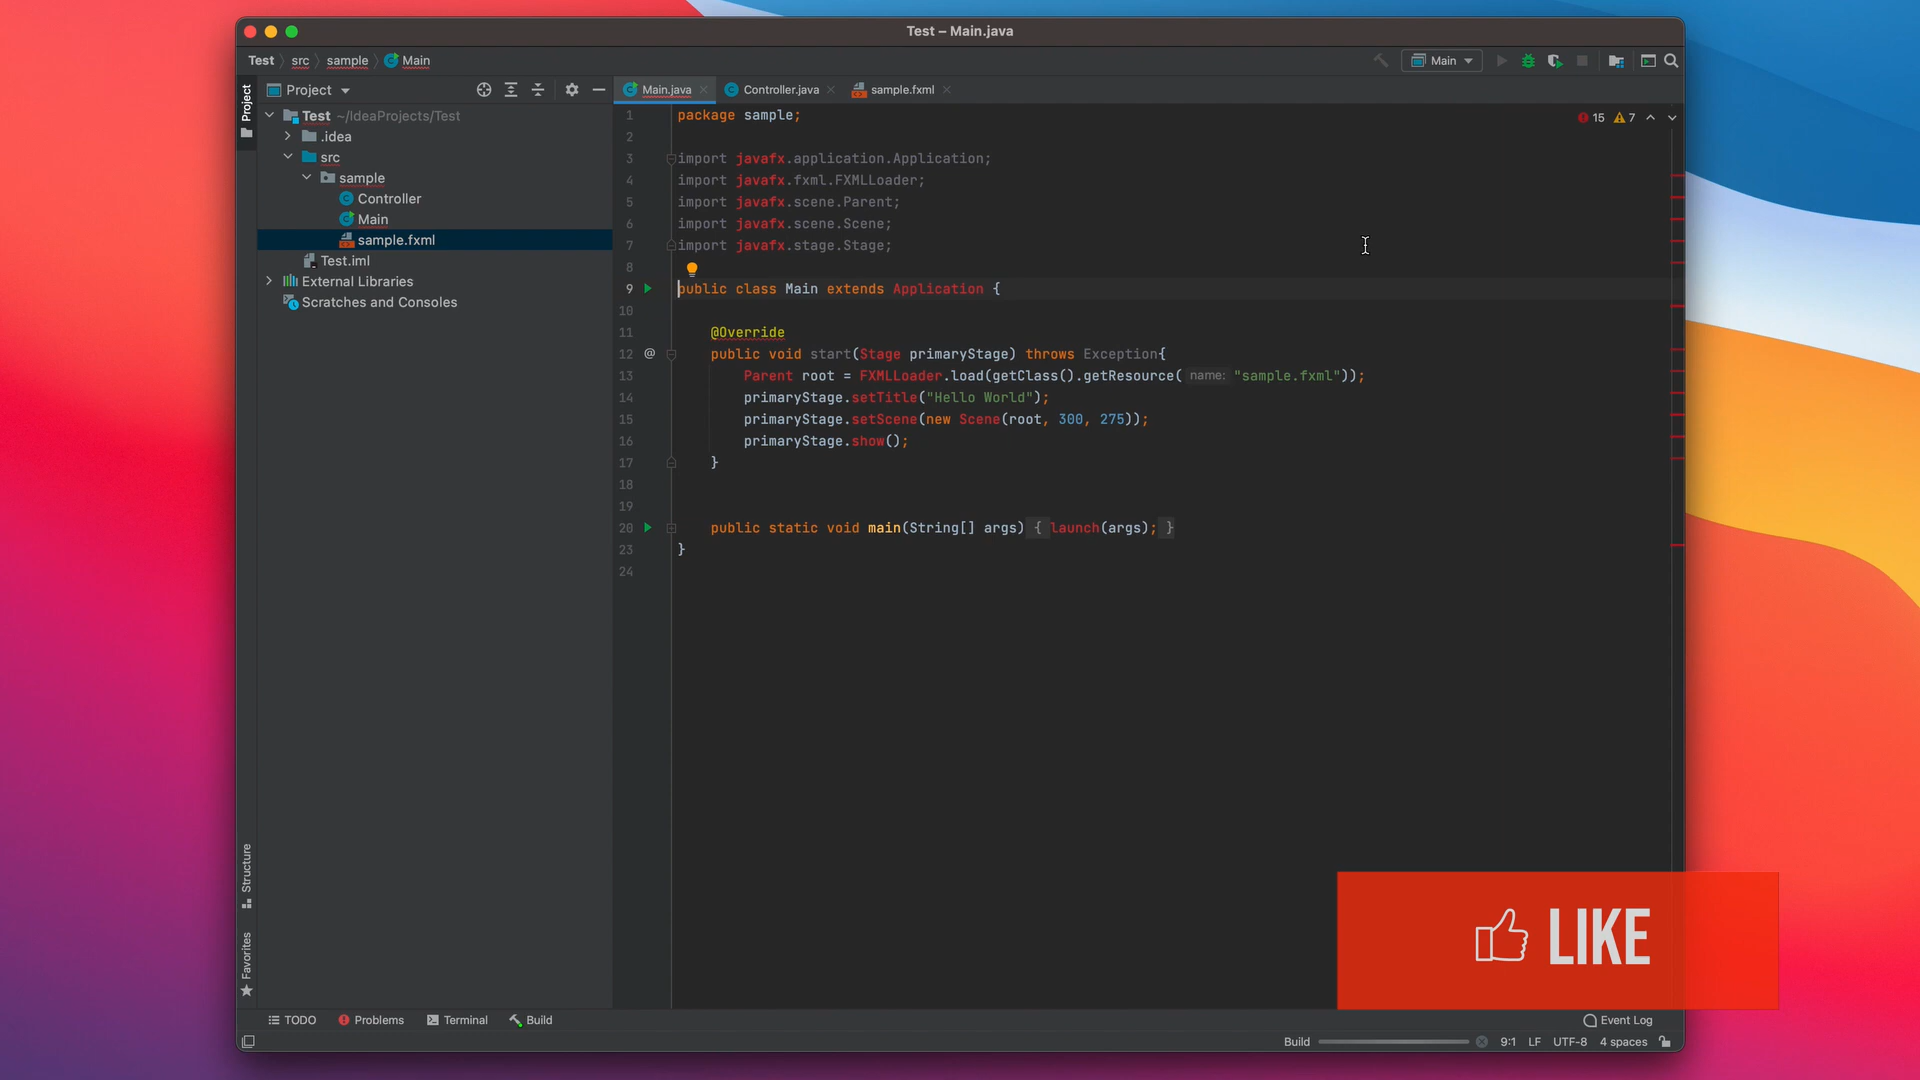 Test – Main.java
Test src sample Main
Main
Project
Project
Main.java Controller.java sample.fxml
Test ~/IdeaProjects/Test
.idea
src
sample
Controller
Main
sample.fxml
Test.iml
External Libraries
Scratches and Consoles
15 7
1 package sample;
2
3 import javafx.application.Application;
4 import javafx.fxml.FXMLLoader;
5 import javafx.scene.Parent;
6 import javafx.scene.Scene;
7 import javafx.stage.Stage;
8
9 public class Main extends Application {
10
11 @Override
12 @ public void start(Stage primaryStage) throws Exception{
13 Parent root = FXMLLoader.load(getClass().getResource( name: "sample.fxml"));
14 primaryStage.setTitle("Hello World");
15 primaryStage.setScene(new Scene(root, 300, 275));
16 primaryStage.show();
17 }
18
19
20 public static void main(String[] args) { launch(args); }
23 }
24
Structure
Favorites
LIKE
TODO Problems Terminal Build Event Log
Build 9:1 LF UTF-8 4 spaces